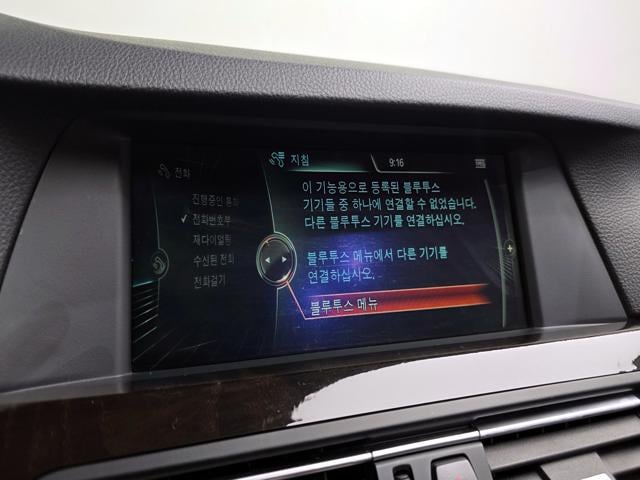 전화
진행중인 통화
전화번호부
재다이얼링
수신된 전화
전화걸기
지침
9:16
이 기능용으로 등록된 블루투스
기기들 중 하나에 연결할 수 없었습니다.
다른 블루투스 기기를 연결하십시오.
블루투스 메뉴에서 다른 기기를
연결하십시오.
블루투스 메뉴